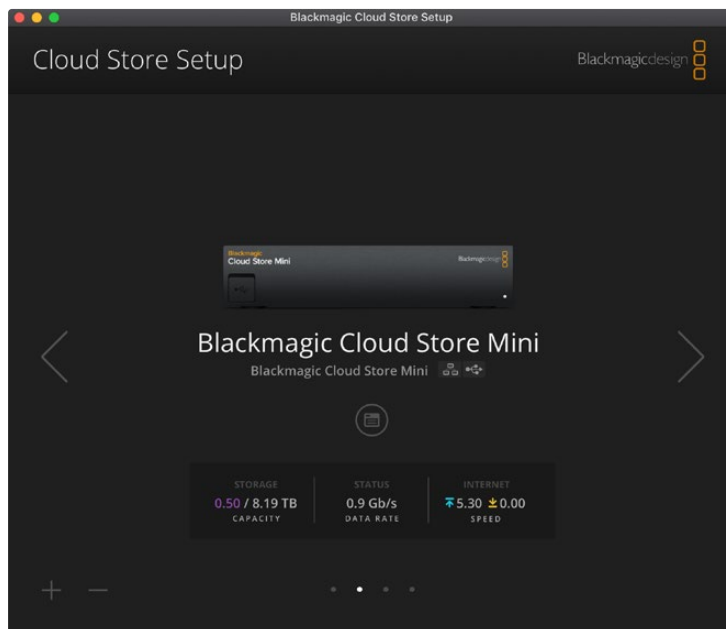 Blackmagic Cloud Store Setup
Cloud Store Setup
Blackmagicdesign
Blackmagic
Cloud Store Mini
Blackmagicdesign
Blackmagic Cloud Store Mini
Blackmagic Cloud Store Mini
STORAGE STATUS INTERNET
0.50 / 8.19 TB 0.9 Gb/s 5.30 0.00
CAPACITY DATA RATE SPEED